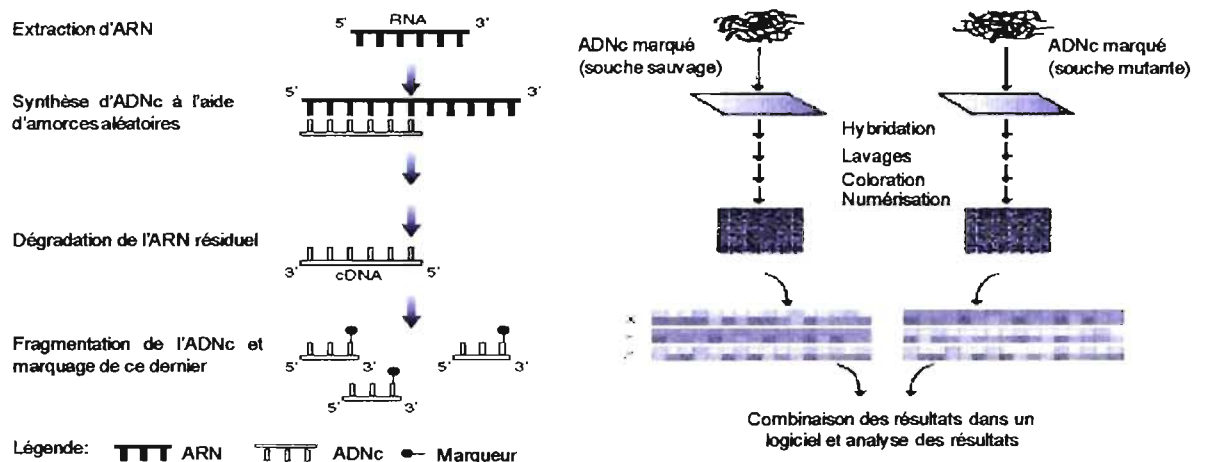 Extraction d'ARN
5' RNA 3'
Synthèse d'ADNc à l'aide
d'amorces aléatoires
5' 3'
Dégradation de l'ARN résiduel
3' cDNA 5'
Fragmentation de l'ADNc et
marquage de ce dernier
5' 3'
5' 3'
5' 3'
Légende: ARN ADNc Marqueur
ADNc marqué
(souche sauvage)
ADNc marqué
(souche mutante)
Hybridation
Lavages
Coloration
Numérisation
Combinaison des résultats dans un
logiciel et analyse des résultats